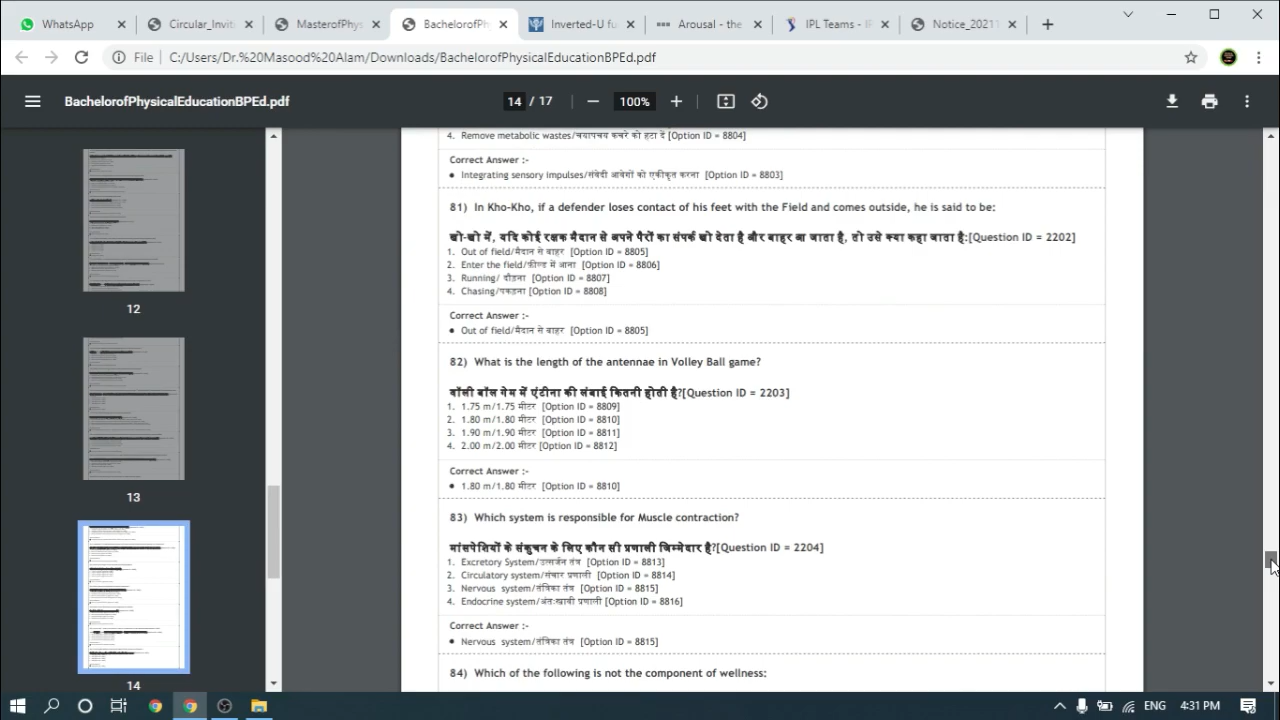 WhatsApp
Circular_Invit
MasterofPhys
BachelorofPh
Inverted-U fu
Arousal - the
IPL Teams - IP
Notice_2021
File C:/Users/Dr.%20Masood%20Alam/Downloads/BachelorofPhysicalEducationBPEd.pdf
BachelorofPhysicalEducationBPEd.pdf
14 / 17
100%
12
13
14
4. Remove metabolic wastes/चयापचय कचरे को हटा दें [Option ID = 8804]
Correct Answer :-
• Integrating sensory impulses/संवेदी आवेगों को एकीकृत करना [Option ID = 8803]
81) In Kho-Kho, if a defender loses contact of his feet with the Field and comes outside, he is said to be:
खो-खो में, यदि कोई रक्षक मैदान से अपने पैरों का संपर्क खो देता है और बाहर आ जाता है, तो उसे क्या कहा जाता है:[Question ID = 2202]
1. Out of field/मैदान से बाहर [Option ID = 8805]
2. Enter the field/फ़ील्ड में आना [Option ID = 8806]
3. Running/ दौड़ना [Option ID = 8807]
4. Chasing/पकड़ना [Option ID = 8808]
Correct Answer :-
• Out of field/मैदान से बाहर [Option ID = 8805]
82) What is the length of the antennae in Volley Ball game?
वॉली बॉल गेम में एंटीना की लंबाई कितनी होती है?[Question ID = 2203]
1. 1.75 m/1.75 मीटर [Option ID = 8809]
2. 1.80 m/1.80 मीटर [Option ID = 8810]
3. 1.90 m/1.90 मीटर [Option ID = 8811]
4. 2.00 m/2.00 मीटर [Option ID = 8812]
Correct Answer :-
• 1.80 m/1.80 मीटर [Option ID = 8810]
83) Which system is responsible for Muscle contraction?
मांसपेशियों के संकुचन के लिए कौन सी प्रणाली जिम्मेदार है?[Question ID = 2204]
1. Excretory System/उत्सर्जन तंत्र [Option ID = 8813]
2. Circulatory system/संचार प्रणाली [Option ID = 8814]
3. Nervous system/तंत्रिका तंत्र [Option ID = 8815]
4. Endocrine system/अंतःस्रावी प्रणाली [Option ID = 8816]
Correct Answer :-
• Nervous system/तंत्रिका तंत्र [Option ID = 8815]
84) Which of the following is not the component of wellness:
ENG 4:31 PM